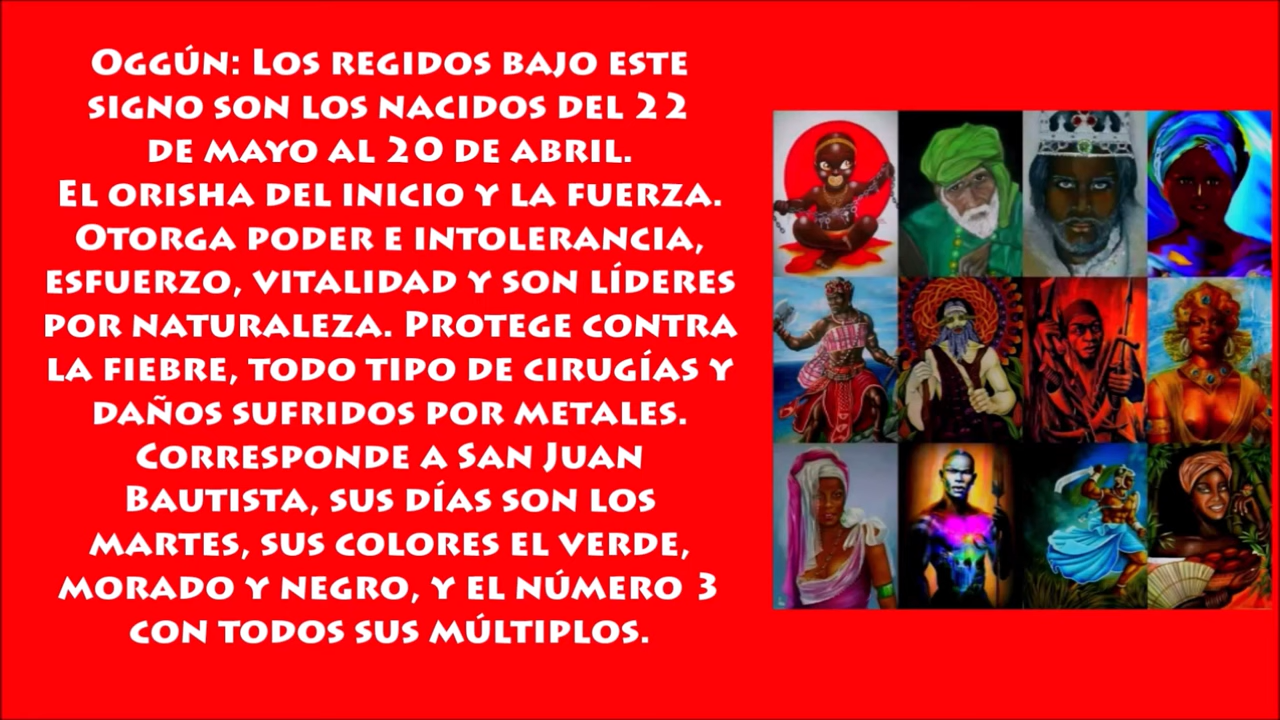 Oggún: Los regidos bajo este
signo son los nacidos del 22
de mayo al 20 de abril.
El orisha del inicio y la fuerza.
Otorga poder e intolerancia,
esfuerzo, vitalidad y son líderes
por naturaleza. Protege contra
la fiebre, todo tipo de cirugías y
daños sufridos por metales.
Corresponde a San Juan
Bautista, sus días son los
martes, sus colores el verde,
morado y negro, y el número 3
con todos sus múltiplos.